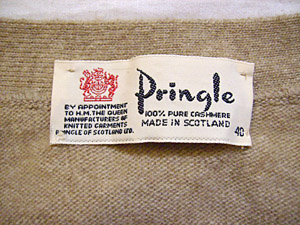 Pringle
100% PURE CASHMERE
MADE IN SCOTLAND
40
BY APPOINTMENT
TO H.M. THE QUEEN
MANUFACTURERS OF
KNITTED GARMENTS
PRINGLE OF SCOTLAND LTD.